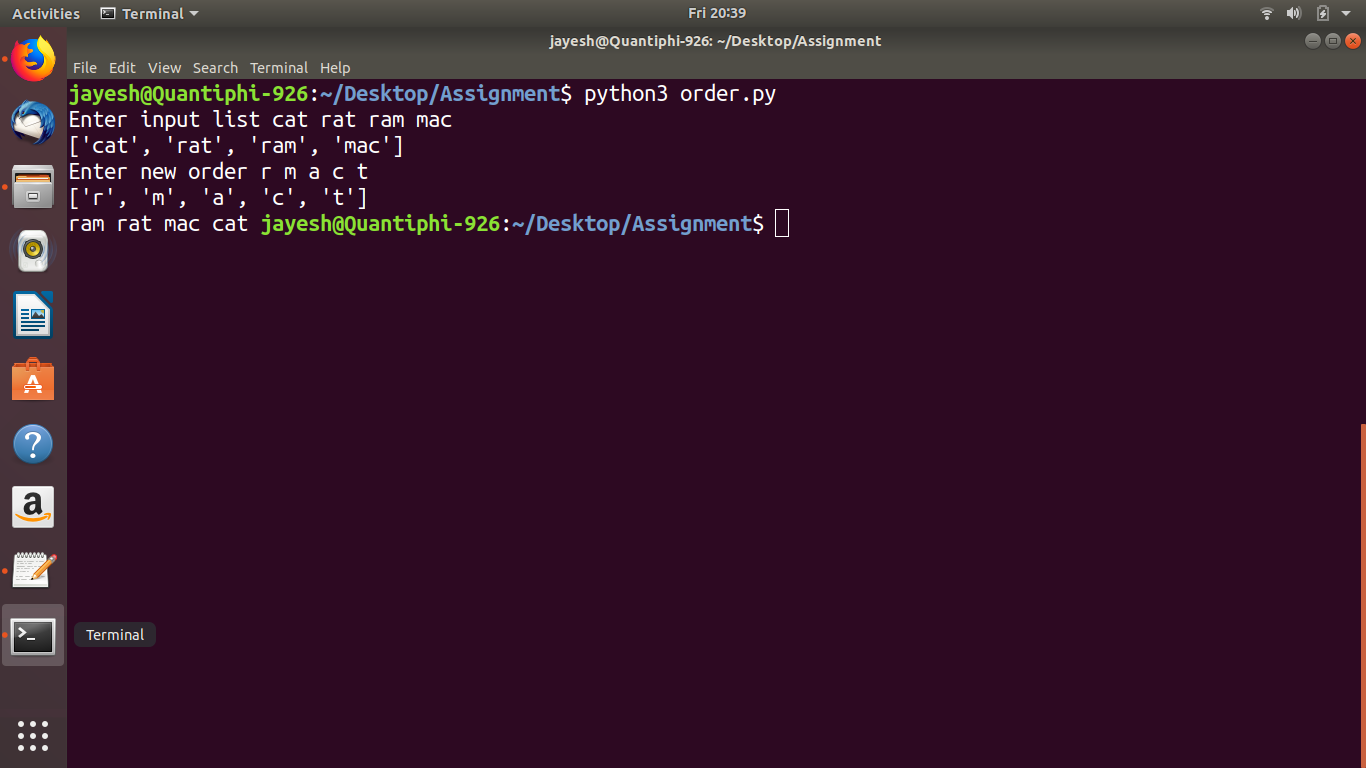 Activities Terminal Fri 20:39
jayesh@Quantiphi-926: ~/Desktop/Assignment
File Edit View Search Terminal Help
jayesh@Quantiphi-926:~/Desktop/Assignment$ python3 order.py
Enter input list cat rat ram mac
['cat', 'rat', 'ram', 'mac']
Enter new order r m a c t
['r', 'm', 'a', 'c', 't']
ram rat mac cat jayesh@Quantiphi-926:~/Desktop/Assignment$
Terminal